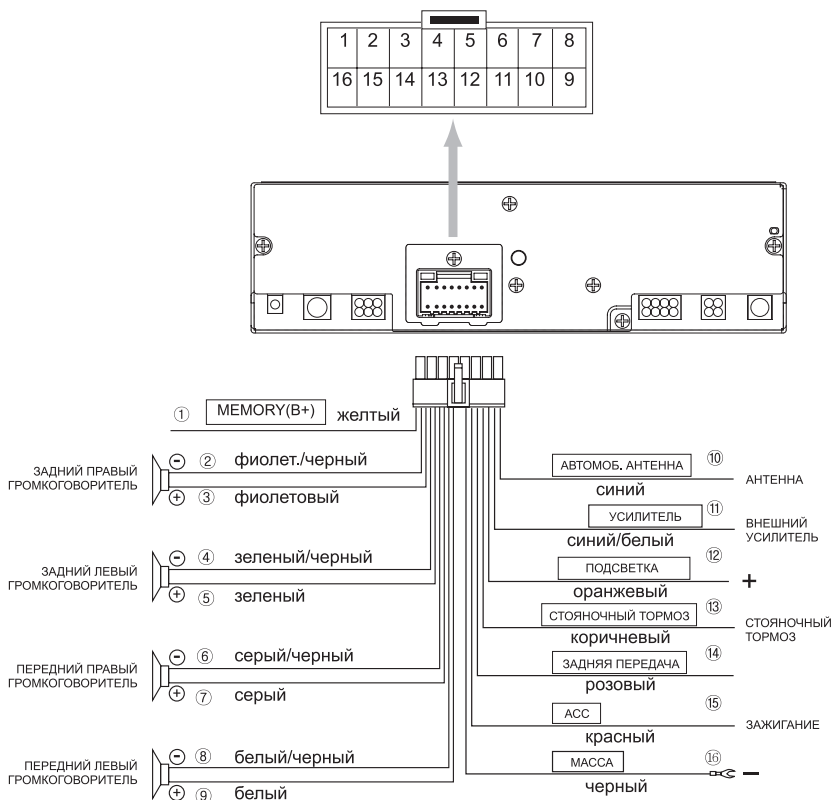 1 2 3 4 5 6 7 8
16 15 14 13 12 11 10 9
① MEMORY(B+) желтый
ЗАДНИЙ ПРАВЫЙ
ГРОМКОГОВОРИТЕЛЬ
⊖ ② фиолет./черный
⊕ ③ фиолетовый
ЗАДНИЙ ЛЕВЫЙ
ГРОМКОГОВОРИТЕЛЬ
⊖ ④ зеленый/черный
⊕ ⑤ зеленый
ПЕРЕДНИЙ ПРАВЫЙ
ГРОМКОГОВОРИТЕЛЬ
⊖ ⑥ серый/черный
⊕ ⑦ серый
ПЕРЕДНИЙ ЛЕВЫЙ
ГРОМКОГОВОРИТЕЛЬ
⊖ ⑧ белый/черный
⊕ ⑨ белый
АВТОМОБ. АНТЕННА ⑩
синий
АНТЕННА
УСИЛИТЕЛЬ ⑪
синий/белый
ВНЕШНИЙ
УСИЛИТЕЛЬ
ПОДСВЕТКА ⑫
оранжевый
+
СТОЯНОЧНЫЙ ТОРМОЗ ⑬
коричневый
СТОЯНОЧНЫЙ
ТОРМОЗ
ЗАДНЯЯ ПЕРЕДАЧА ⑭
розовый
ACC ⑮
красный
ЗАЖИГАНИЕ
МАССА ⑯
черный
−